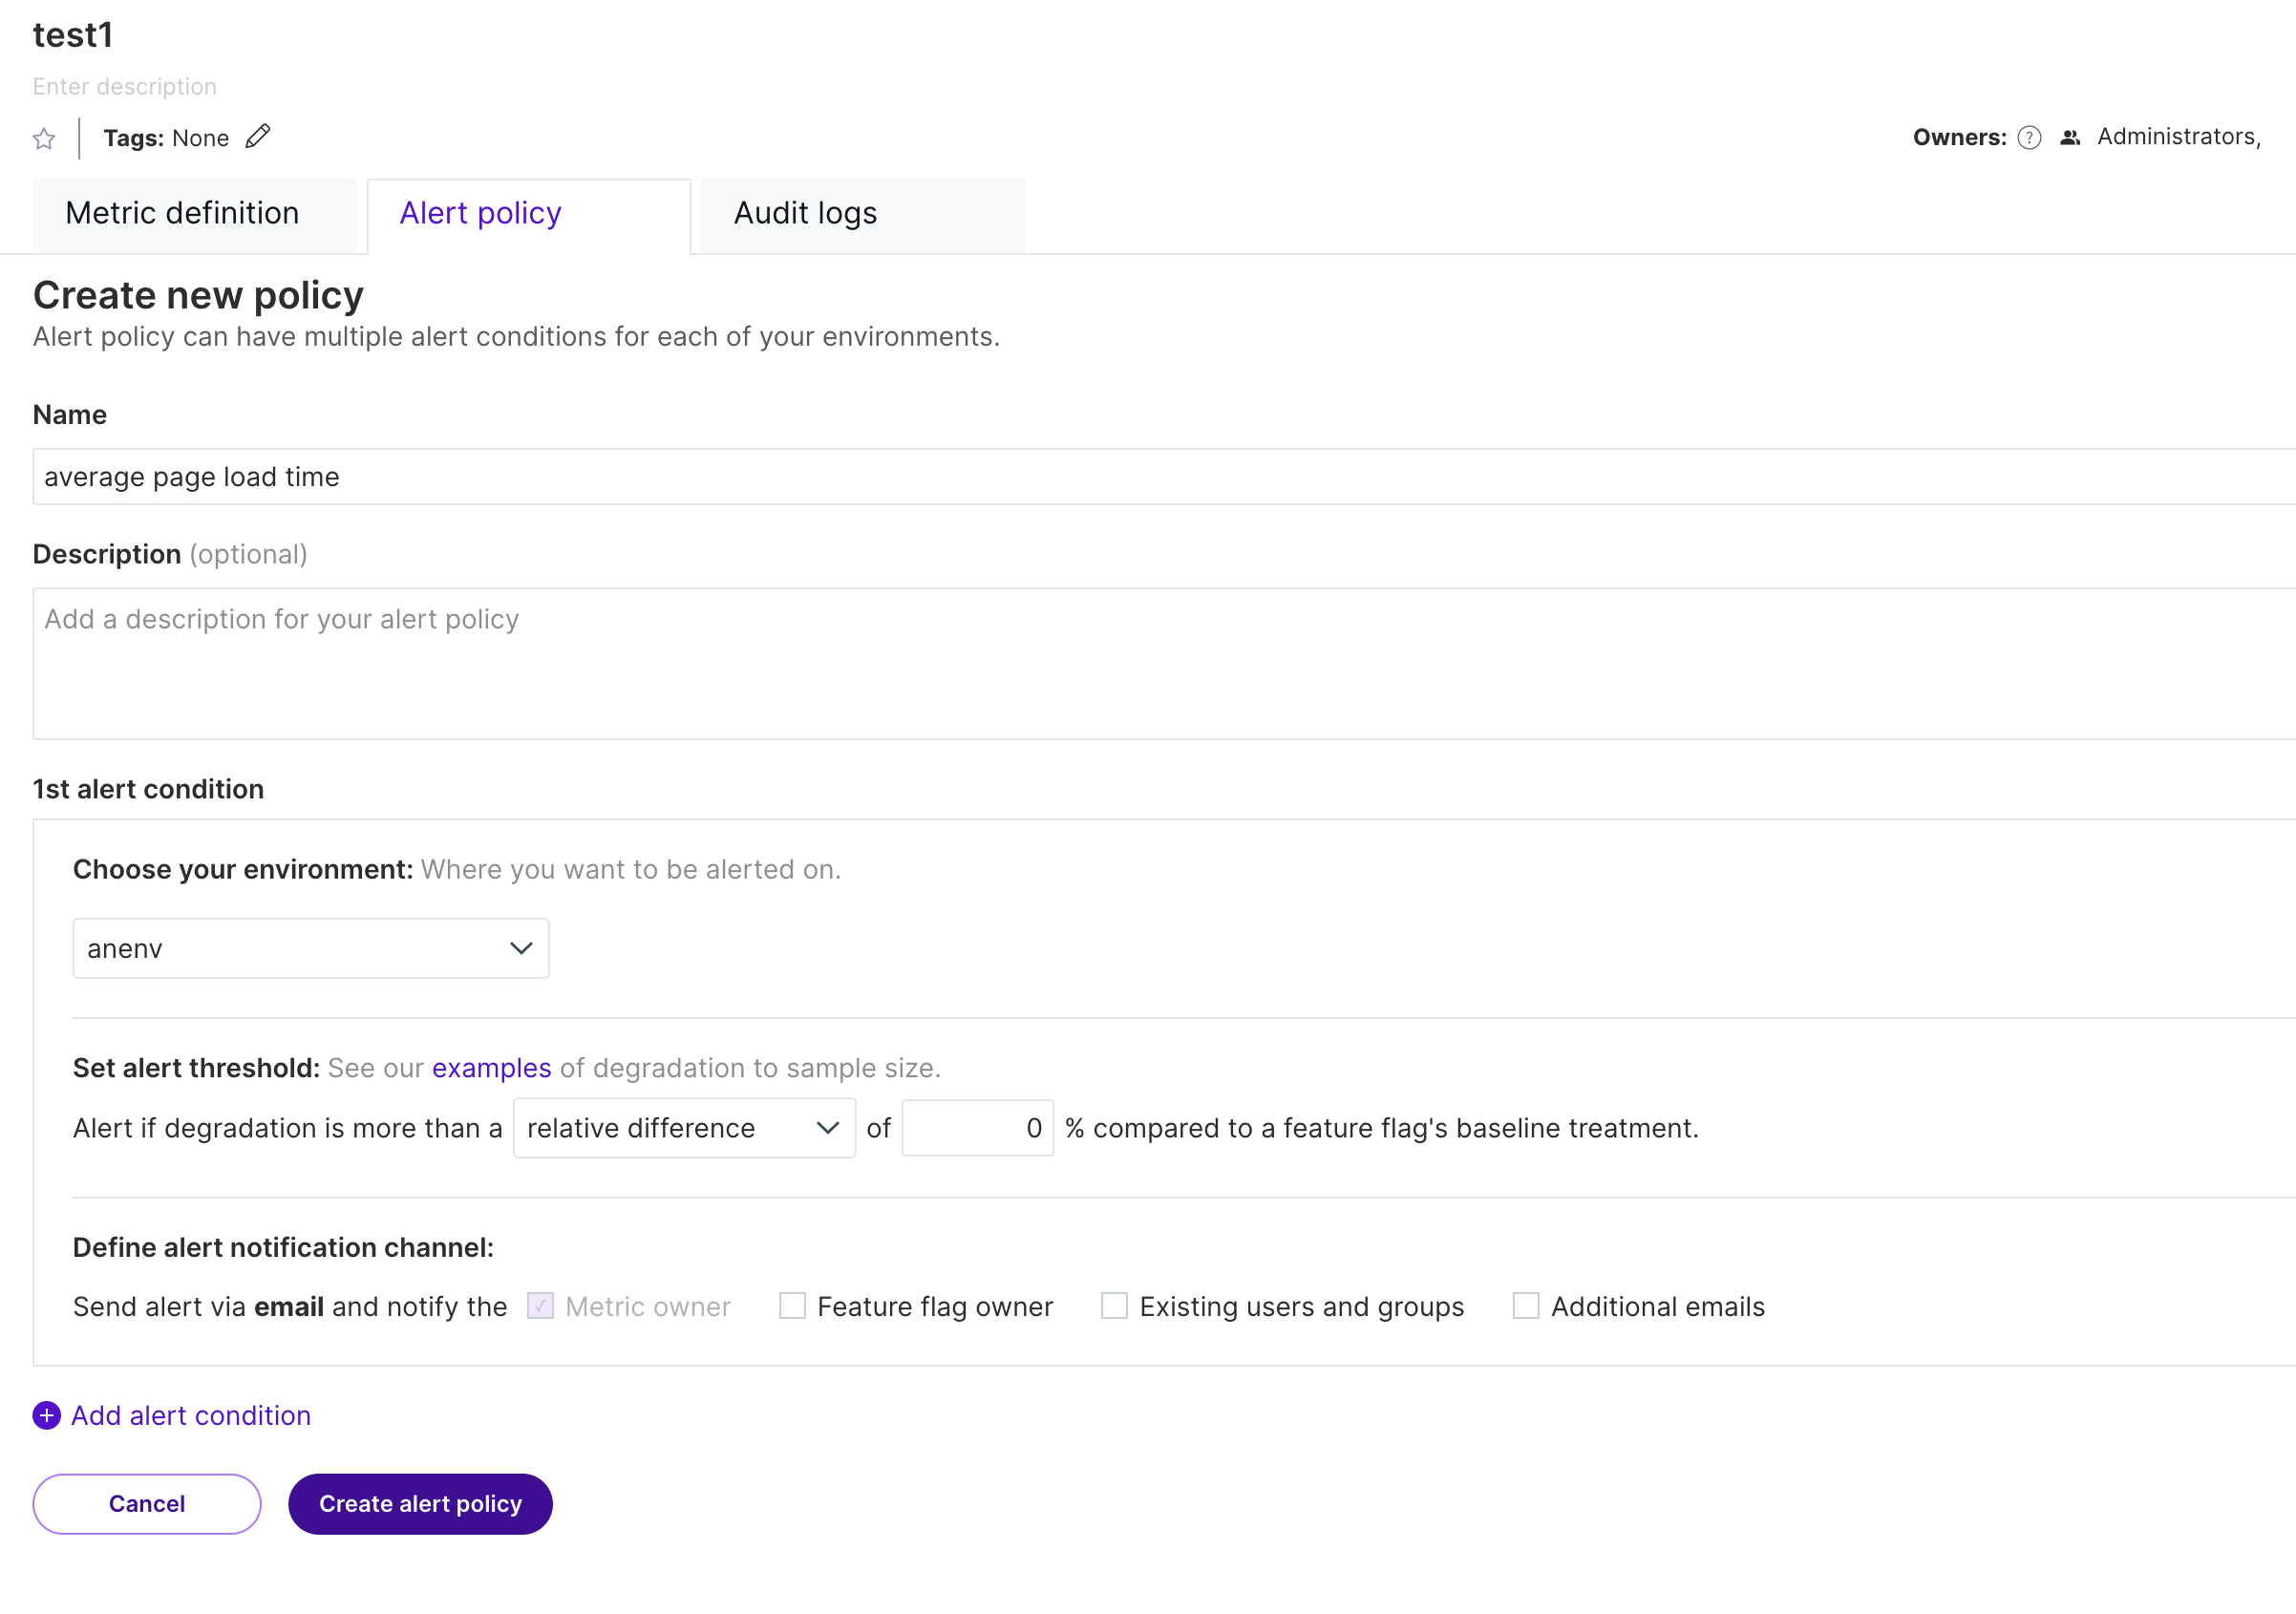 test1
Enter description
Tags: None
Owners: ? Administrators,
Metric definition
Alert policy
Audit logs
Create new policy
Alert policy can have multiple alert conditions for each of your environments.
Name
average page load time
Description (optional)
Add a description for your alert policy
1st alert condition
Choose your environment: Where you want to be alerted on.
anenv
Set alert threshold: See our examples of degradation to sample size.
Alert if degradation is more than a relative difference of 0 % compared to a feature flag's baseline treatment.
Define alert notification channel:
Send alert via email and notify the Metric owner Feature flag owner Existing users and groups Additional emails
Add alert condition
Cancel
Create alert policy